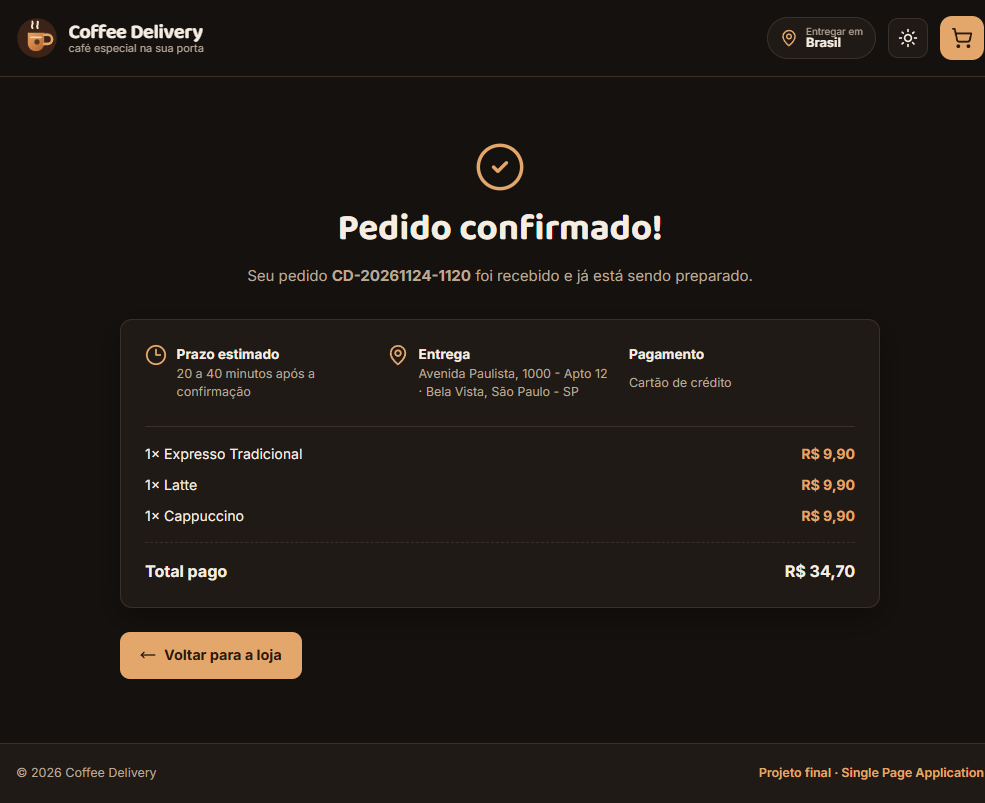 Coffee Delivery
café especial na sua porta
Entregar em
Brasil
Pedido confirmado!
Seu pedido CD-20261124-1120 foi recebido e já está sendo preparado.
Prazo estimado
20 a 40 minutos após a
confirmação
Entrega
Avenida Paulista, 1000 - Apto 12
· Bela Vista, São Paulo - SP
Pagamento
Cartão de crédito
1× Expresso Tradicional R$ 9,90
1× Latte R$ 9,90
1× Cappuccino R$ 9,90
Total pago R$ 34,70
← Voltar para a loja
© 2026 Coffee Delivery
Projeto final · Single Page Application